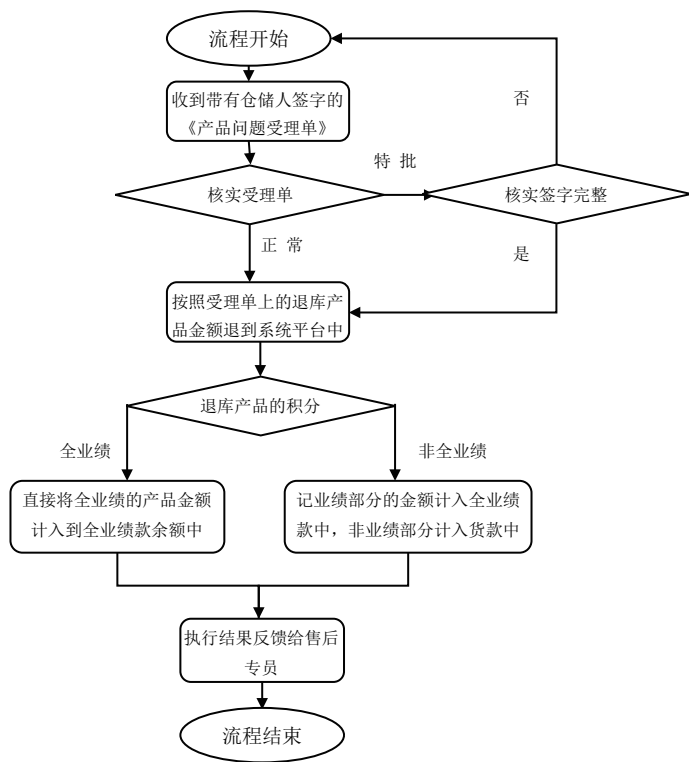 流程开始
收到带有仓储人签字的
《产品问题受理单》
否
特 批
核实受理单
核实签字完整
正 常
是
按照受理单上的退库产
品金额退到系统平台中
退库产品的积分
全业绩
非全业绩
直接将全业绩的产品金额
计入到全业绩款余额中
记业绩部分的金额计入全业绩
款中，非业绩部分计入货款中
执行结果反馈给售后
专员
流程结束